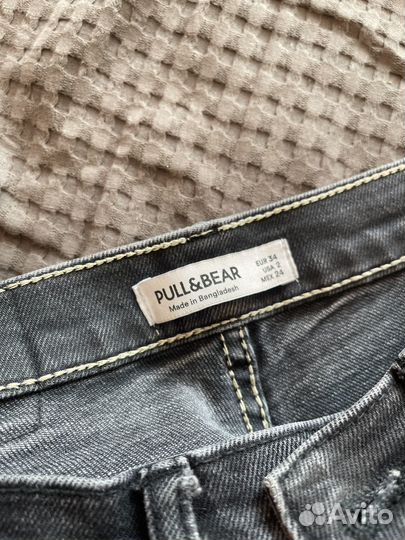 PULL&BEAR
Made in Bangladesh
EUR 34
USA 2
MEX 24
Avito